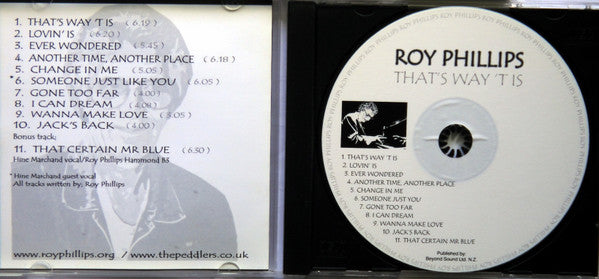 1. THAT'S WAY 'T IS ( 6.19 )
2. LOVIN' IS ( 6.20 )
3. EVER WONDERED ( 5.45 )
4. ANOTHER TIME, ANOTHER PLACE ( 6.18 )
5. CHANGE IN ME ( 5.05 )
* 6. SOMEONE JUST LIKE YOU ( 6.05 )
7. GONE TOO FAR ( 4.00 )
8. I CAN DREAM ( 4.08 )
9. WANNA MAKE LOVE ( 5.05 )
10. JACK'S BACK ( 4.00 )
Bonus track;
11. THAT CERTAIN MR BLUE ( 6.50 )
Hine Marchand vocal/Roy Phillips Hammond B3
* Hine Marchand guest vocal
All tracks written by; Roy Phillips
www.royphillips.org / www.thepeddlers.co.uk
ROY PHILLIPS
THAT'S WAY 'T IS
1. THAT'S WAY 'T IS
2. LOVIN' IS
3. EVER WONDERED
4. ANOTHER TIME, ANOTHER PLACE
5. CHANGE IN ME
6. SOMEONE JUST LIKE YOU
7. GONE TOO FAR
8. I CAN DREAM
9. WANNA MAKE LOVE
10. JACK'S BACK
11. THAT CERTAIN MR BLUE
Published by
Beyond Sound Ltd. N.Z